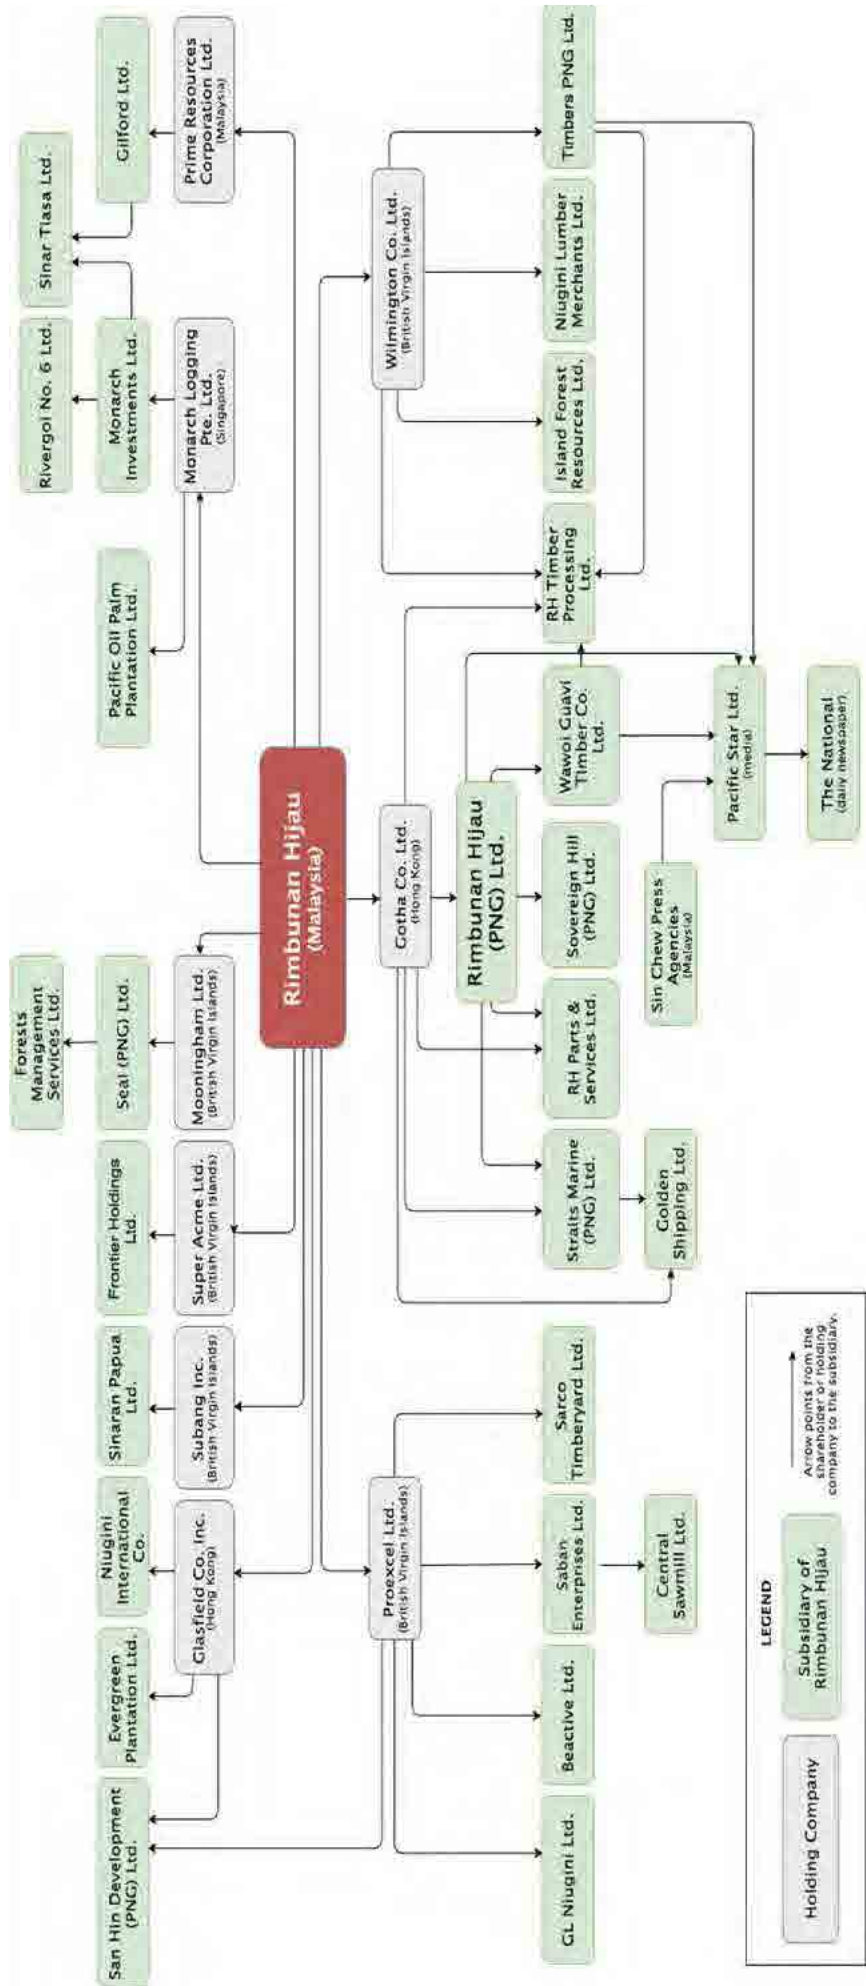 Forests
Management
Services Ltd.
Rivergoi No. 6 Ltd.
Sinar Tiasa Ltd.
San Hin Development
(PNG) Ltd.
Evergreen
Plantation Ltd.
Niugini
International
Co.
Sinaran Papua
Ltd.
Frontier Holdings
Ltd.
Seal (PNG) Ltd.
Pacific Oil Palm
Plantation Ltd.
Monarch
Investments Ltd.
Gilford Ltd.
Glasfield Co. Inc.
(Hong Kong)
Subang Inc.
(British Virgin Islands)
Super Acme Ltd.
(British Virgin Islands)
Mooningham Ltd.
(British Virgin Islands)
Monarch Logging
Pte. Ltd.
(Singapore)
Prime Resources
Corporation Ltd.
(Malaysia)
Rimbunan Hijau
(Malaysia)
Proexcel Ltd.
(British Virgin Islands)
Gotha Co. Ltd.
(Hong Kong)
Wilmington Co. Ltd.
(British Virgin Islands)
Rimbunan Hijau
(PNG) Ltd.
GL Niugini Ltd.
Beactive Ltd.
Saban
Enterprises Ltd.
Sarco
Timberyard Ltd.
Straits Marine
(PNG) Ltd.
RH Parts &
Services Ltd.
Sovereign Hill
(PNG) Ltd.
Wawoi Guavi
Timber Co.
Ltd.
RH Timber
Processing
Ltd.
Island Forest
Resources Ltd.
Niugini Lumber
Merchants Ltd.
Timbers PNG Ltd.
Central
Sawmill Ltd.
Golden
Shipping Ltd.
Sin Chew Press
Agencies
(Malaysia)
Pacific Star Ltd.
(media)
The National
(daily newspaper)
LEGEND
Holding Company
Subsidiary of
Rimbunan Hijau
Arrow points from the
shareholder or holding
company to the subsidiary.